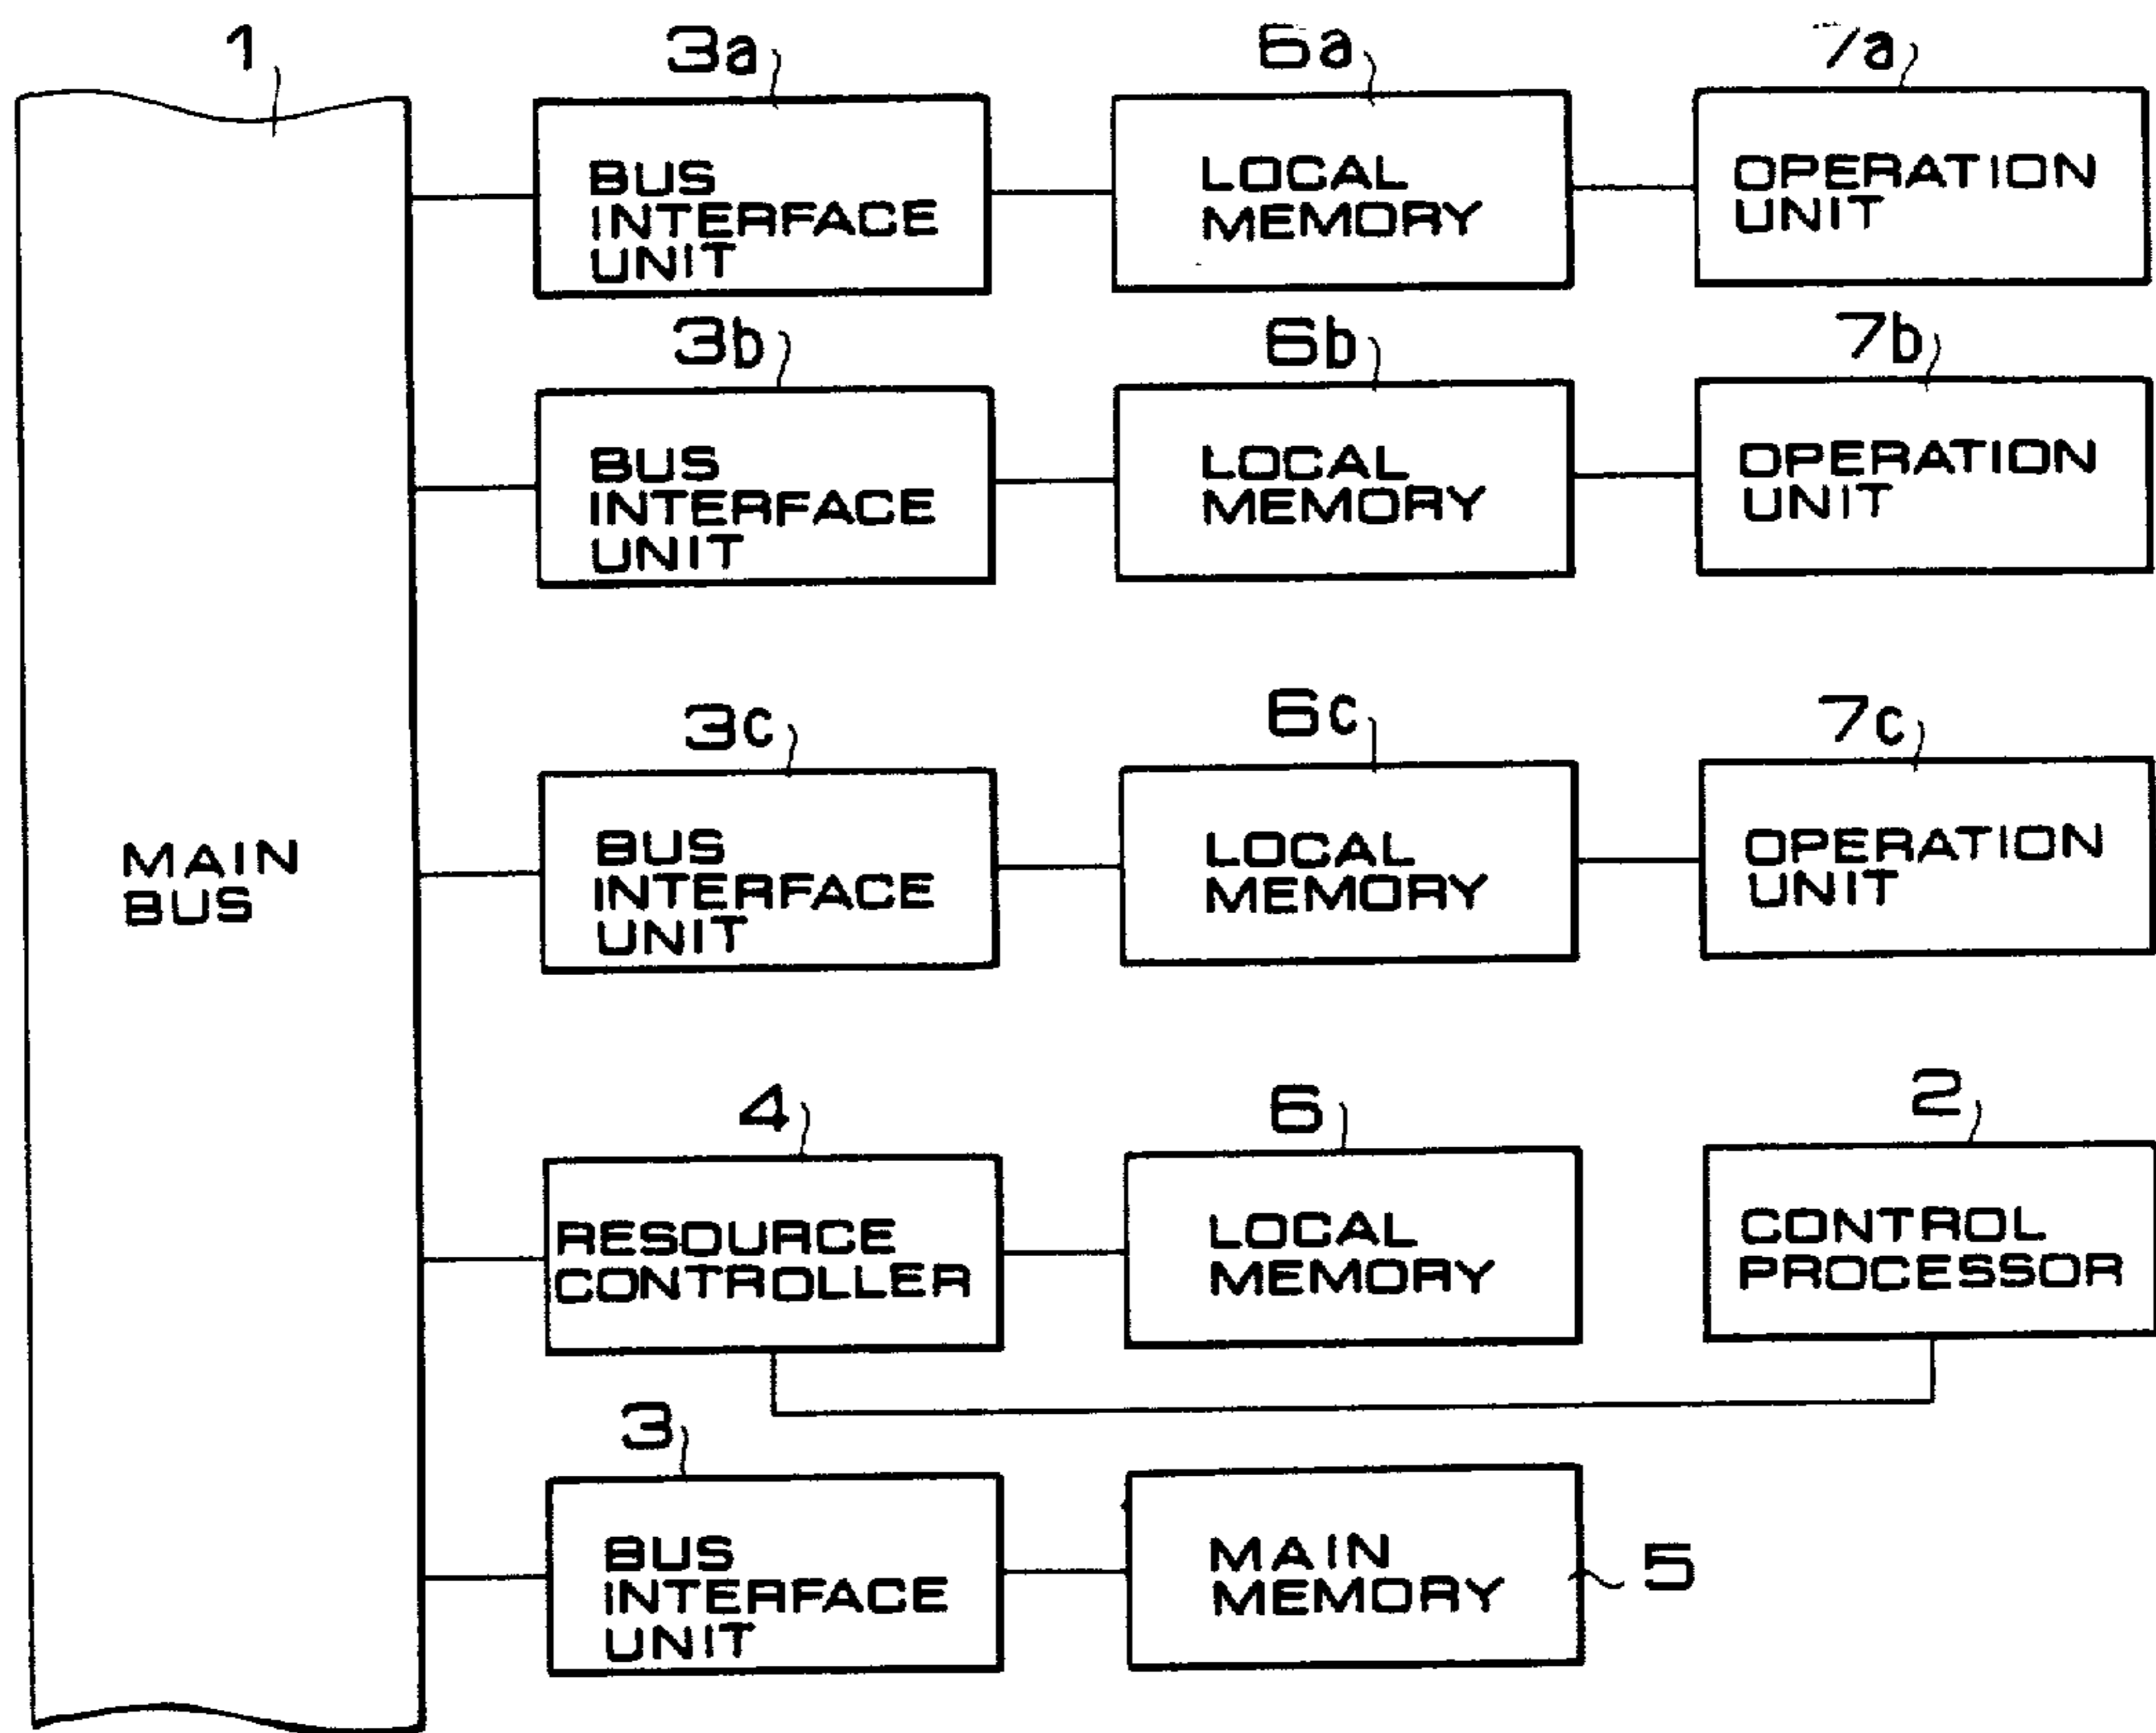 1
3a
6a
7a
BUS
INTERFACE
UNIT
LOCAL
MEMORY
OPERATION
UNIT
3b
6b
7b
BUS
INTERFACE
UNIT
LOCAL
MEMORY
OPERATION
UNIT
3c
6c
7c
MAIN
BUS
BUS
INTERFACE
UNIT
LOCAL
MEMORY
OPERATION
UNIT
4
6
2
RESOURCE
CONTROLLER
LOCAL
MEMORY
CONTROL
PROCESSOR
3
BUS
INTERFACE
UNIT
MAIN
MEMORY
5